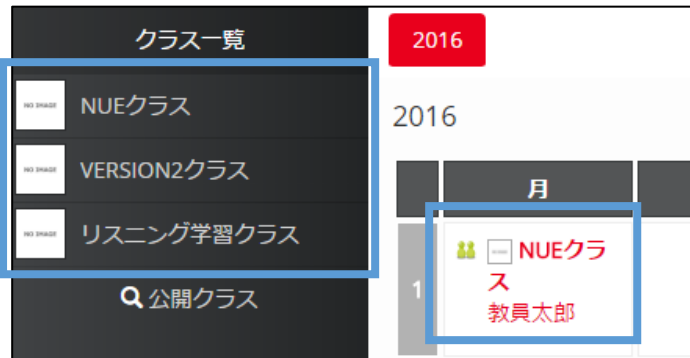 クラス一覧
NO IMAGE
NUEクラス
NO IMAGE
VERSION2クラス
NO IMAGE
リスニング学習クラス
公開クラス
2016
2016
月
1
NUEクラ
ス
教員太郎